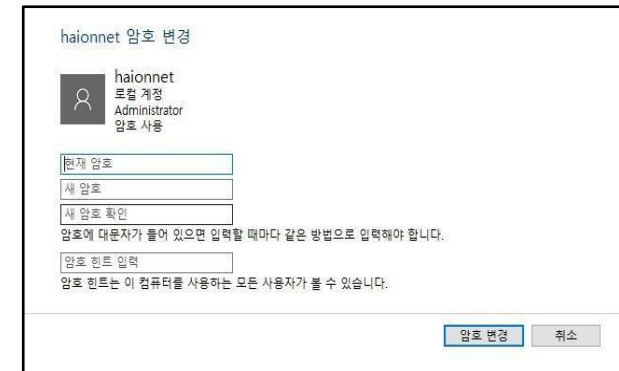 haionnet 암호 변경
haionnet
로컬 계정
Administrator
암호 사용
현재 암호
새 암호
새 암호 확인
암호에 대문자가 들어 있으면 입력할 때마다 같은 방법으로 입력해야 합니다.
암호 힌트 입력
암호 힌트는 이 컴퓨터를 사용하는 모든 사용자가 볼 수 있습니다.
암호 변경 취소